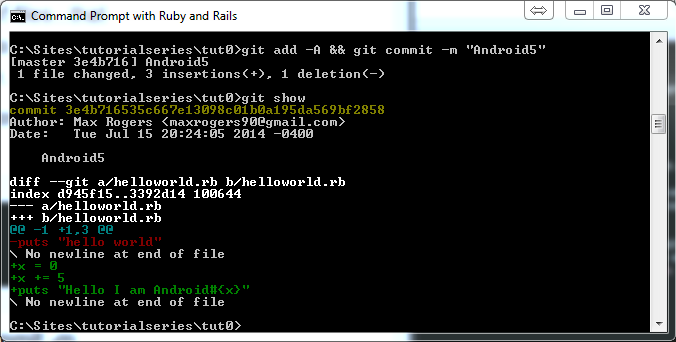 Command Prompt with Ruby and Rails
C:\Sites\tutorialseries\tut0>git add -A && git commit -m "Android5"
[master 3e4b716] Android5
 1 file changed, 3 insertions(+), 1 deletion(-)
C:\Sites\tutorialseries\tut0>git show
commit 3e4b716535c667e13098c01b0a195da569bf2858
Author: Max Rogers <maxrogers90@gmail.com>
Date:   Tue Jul 15 20:24:05 2014 -0400
    Android5
diff --git a/helloworld.rb b/helloworld.rb
index d945f15..3392d14 100644
--- a/helloworld.rb
+++ b/helloworld.rb
@@ -1 +1,3 @@
-puts "hello world"
\ No newline at end of file
+x = 0
+x += 5
+puts "Hello I am Android#{x}"
\ No newline at end of file
C:\Sites\tutorialseries\tut0>